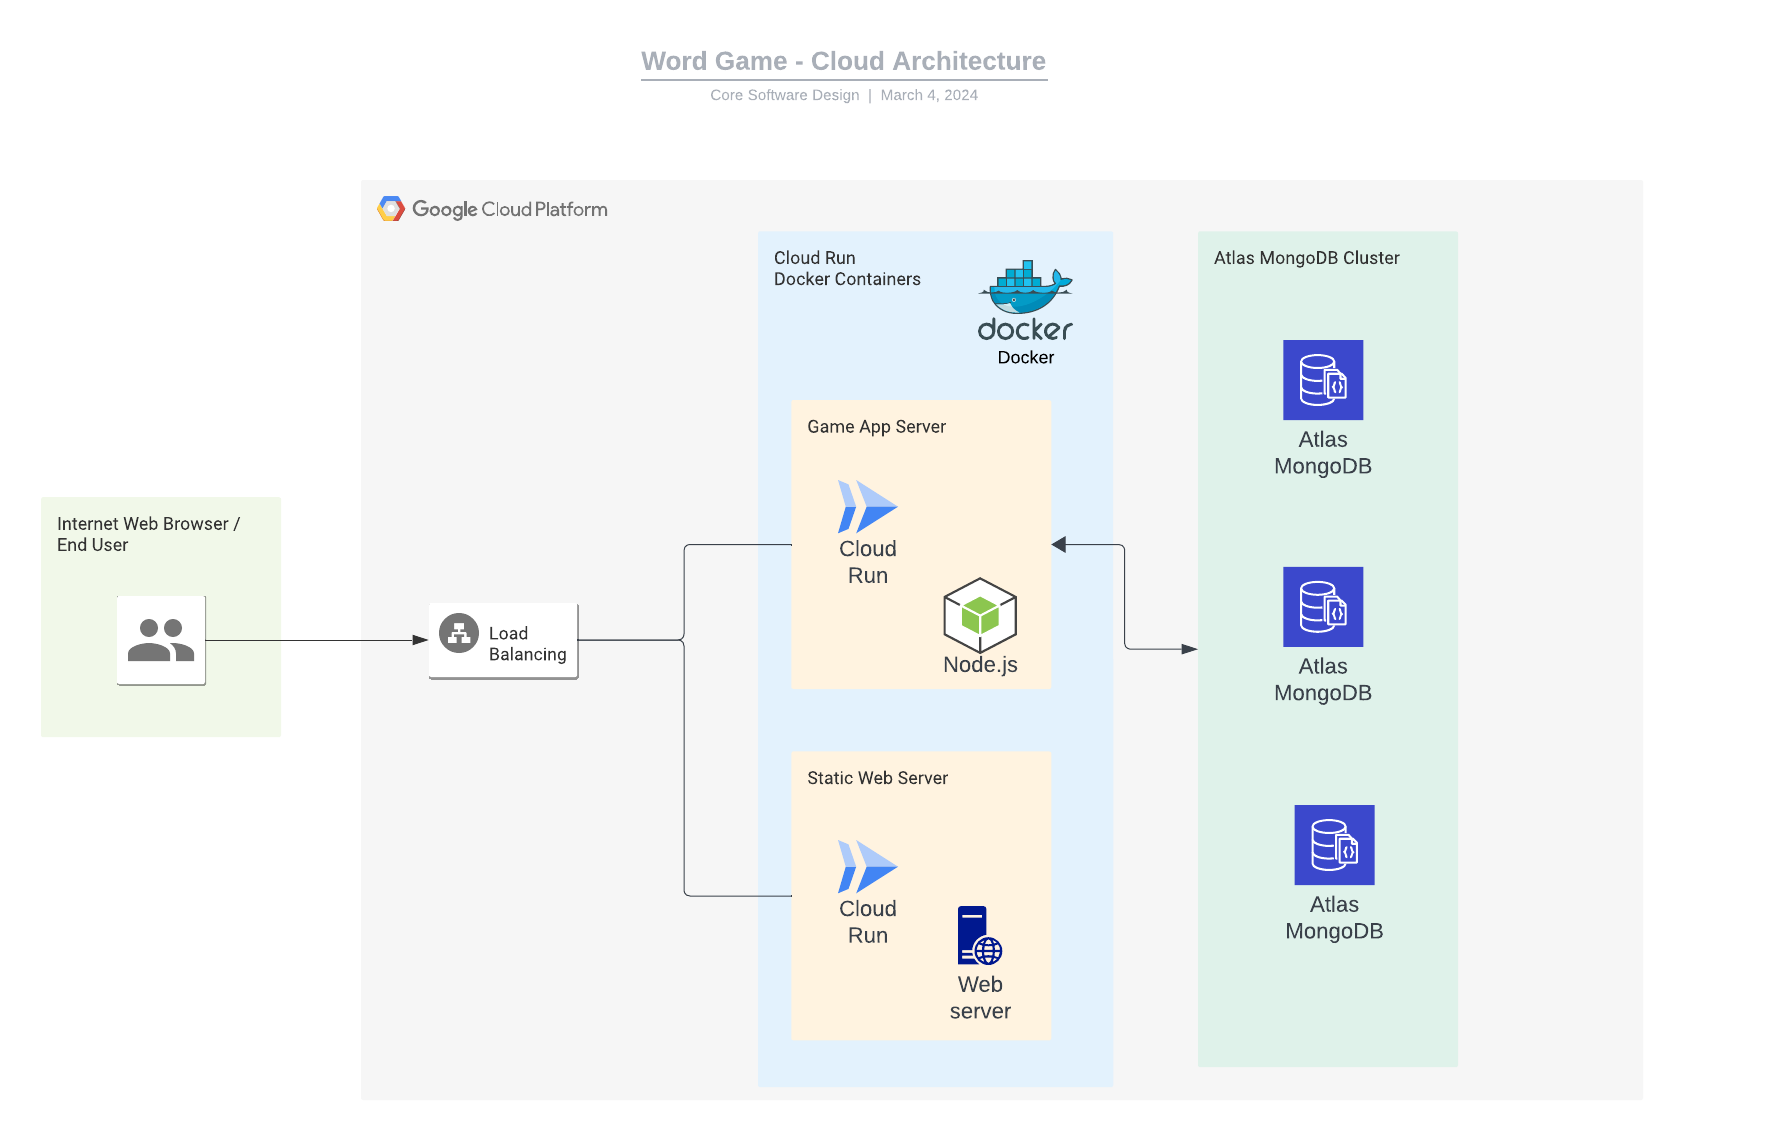 Word Game - Cloud Architecture
Core Software Design | March 4, 2024
Google Cloud Platform
Cloud Run
Docker Containers
docker
Docker
Atlas MongoDB Cluster
Atlas
MongoDB
Game App Server
Cloud
Run
Node.js
Internet Web Browser /
End User
Load
Balancing
Atlas
MongoDB
Static Web Server
Cloud
Run
Web
server
Atlas
MongoDB